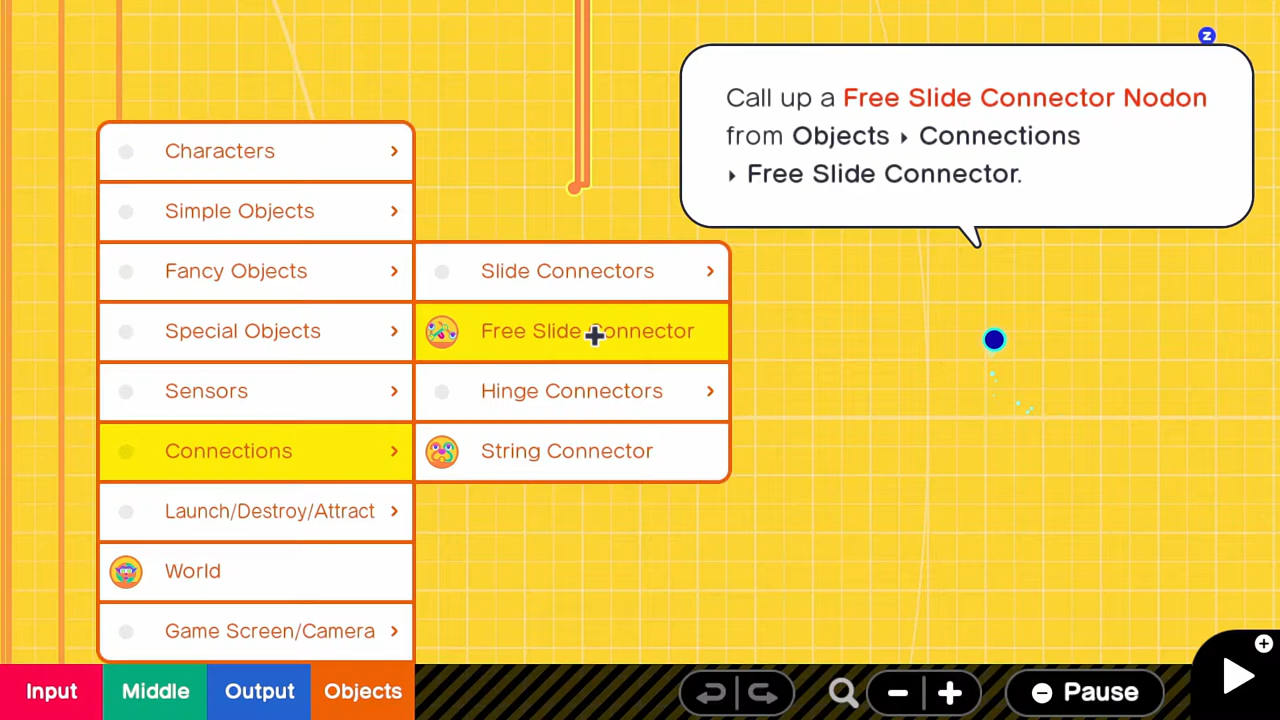 z
Call up a Free Slide Connector Nodon
from Objects ▸ Connections
▸ Free Slide Connector.
Characters
Simple Objects
Fancy Objects
Special Objects
Sensors
Connections
Launch/Destroy/Attract
World
Game Screen/Camera
Slide Connectors
Free Slide Connector
Hinge Connectors
String Connector
Input
Middle
Output
Objects
Pause